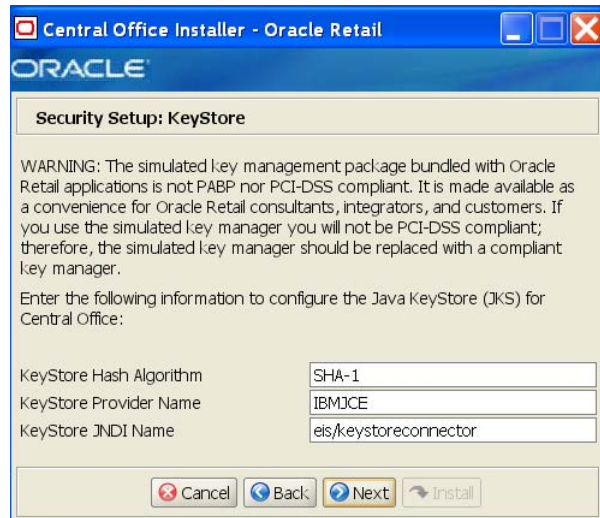 Central Office Installer - Oracle Retail
ORACLE
Security Setup: KeyStore
WARNING: The simulated key management package bundled with Oracle
Retail applications is not PABP nor PCI-DSS compliant. It is made available as
a convenience for Oracle Retail consultants, integrators, and customers. If
you use the simulated key manager you will not be PCI-DSS compliant;
therefore, the simulated key manager should be replaced with a compliant
key manager.
Enter the following information to configure the Java KeyStore (JKS) for
Central Office:
KeyStore Hash Algorithm SHA-1
KeyStore Provider Name IBMJCE
KeyStore JNDI Name eis/keystoreconnector
Cancel Back Next Install